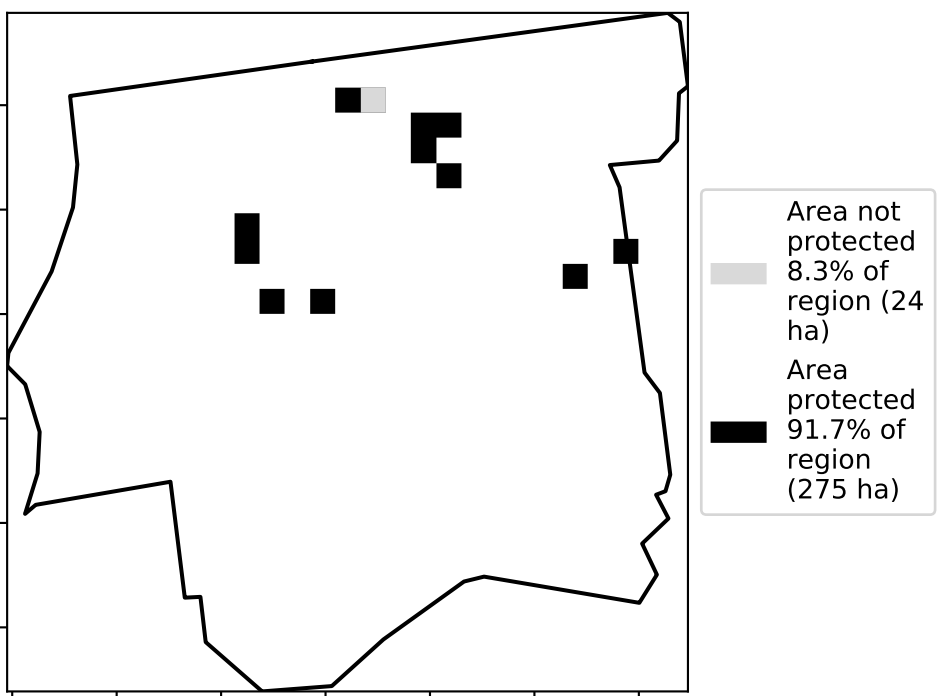 Area not
protected
8.3% of
region (24
ha)
Area
protected
91.7% of
region
(275 ha)